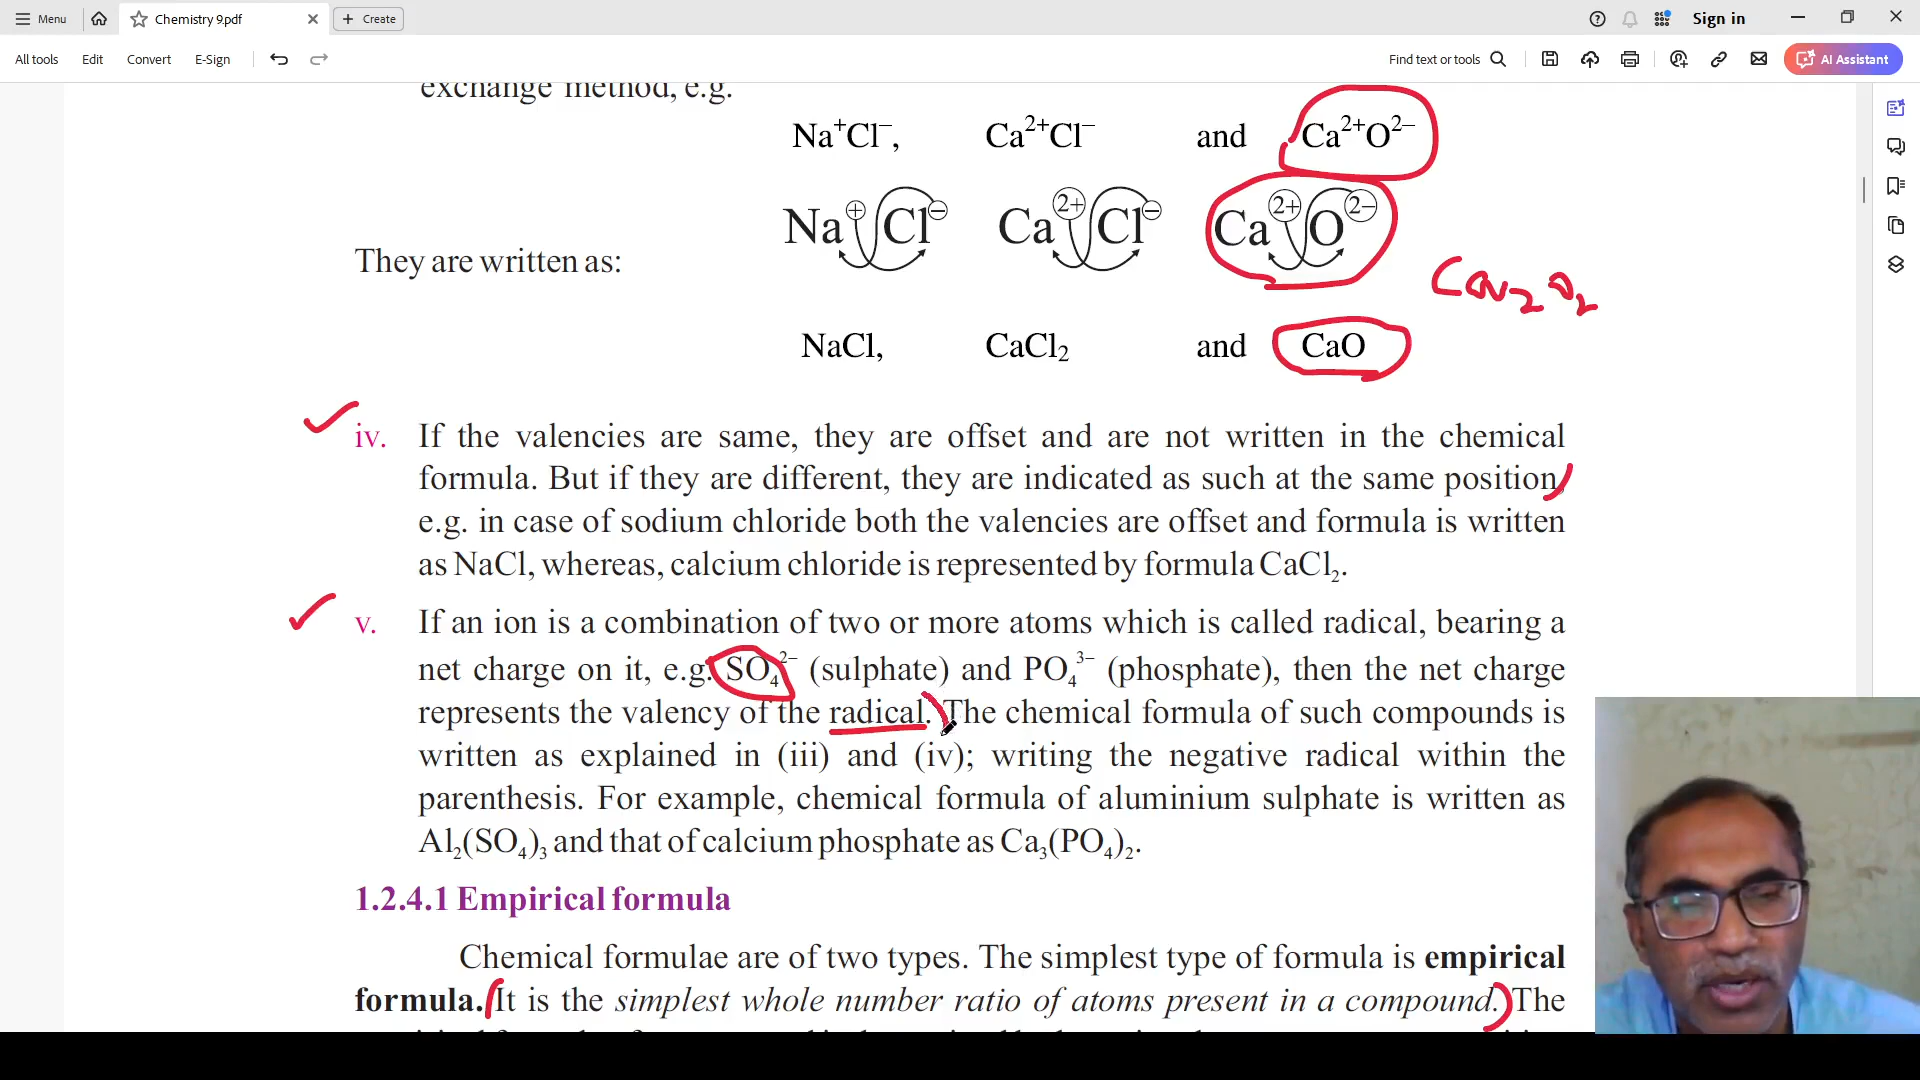 Menu
Chemistry 9.pdf
Create
Sign in
All tools Edit Convert E-Sign
Find text or tools
AI Assistant
exchange method, e.g.
Na⁺Cl⁻, Ca²⁺Cl⁻ and Ca²⁺O²⁻
Na⁺Cl⁻ Ca²⁺Cl⁻ Ca²⁺O²⁻
They are written as:
Ca₂O₂
NaCl, CaCl₂ and CaO
iv. If the valencies are same, they are offset and are not written in the chemical
formula. But if they are different, they are indicated as such at the same position,
e.g. in case of sodium chloride both the valencies are offset and formula is written
as NaCl, whereas, calcium chloride is represented by formula CaCl₂.
v. If an ion is a combination of two or more atoms which is called radical, bearing a
net charge on it, e.g. SO₄²⁻ (sulphate) and PO₄³⁻ (phosphate), then the net charge
represents the valency of the radical. The chemical formula of such compounds is
written as explained in (iii) and (iv); writing the negative radical within the
parenthesis. For example, chemical formula of aluminium sulphate is written as
Al₂(SO₄)₃ and that of calcium phosphate as Ca₃(PO₄)₂.
1.2.4.1 Empirical formula
Chemical formulae are of two types. The simplest type of formula is empirical
formula. It is the simplest whole number ratio of atoms present in a compound. The